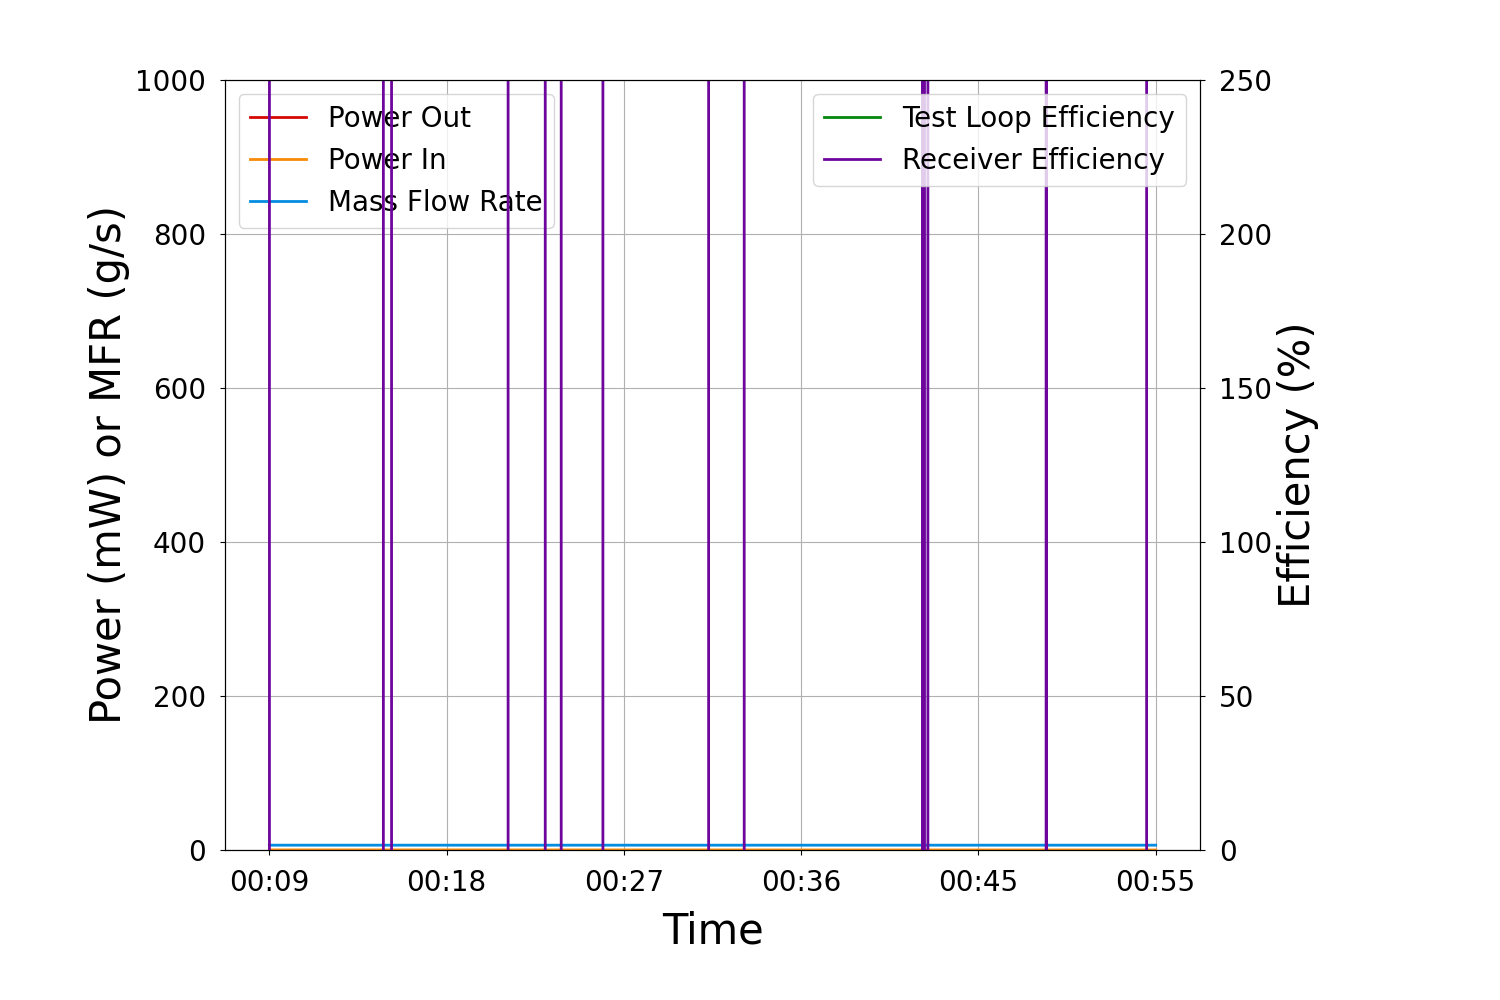 1000
800
600
400
200
0
Power (mW) or MFR (g/s)
Power Out
Power In
Mass Flow Rate
Test Loop Efficiency
Receiver Efficiency
250
200
150
100
50
0
Efficiency (%)
00:09 00:18 00:27 00:36 00:45 00:55
Time